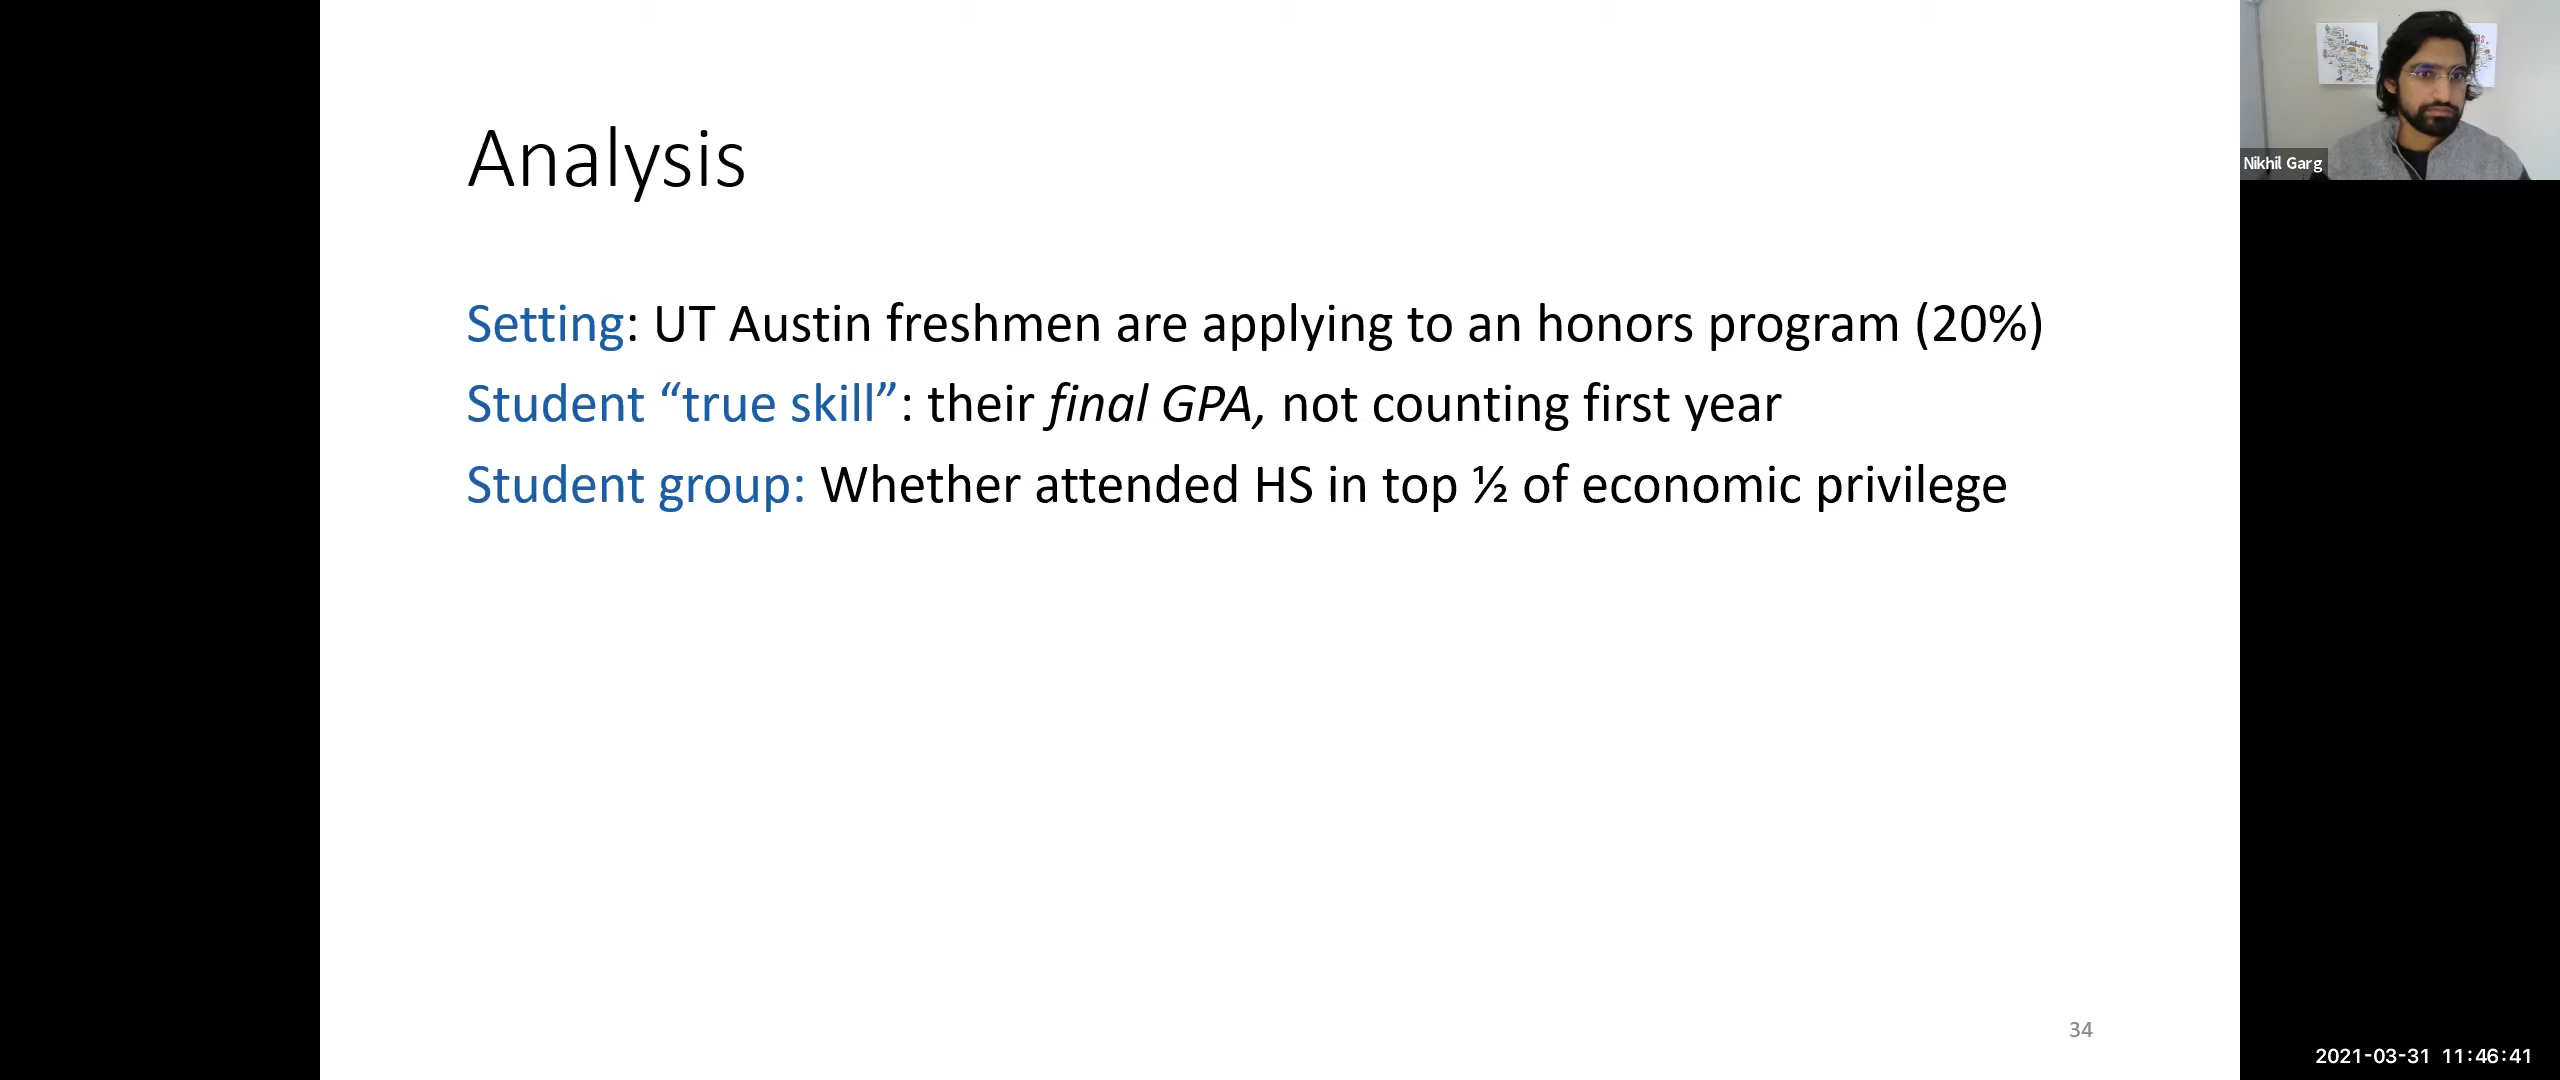 Analysis
Setting: UT Austin freshmen are applying to an honors program (20%)
Student “true skill”: their final GPA, not counting first year
Student group: Whether attended HS in top ½ of economic privilege
34
Nikhil Garg
2021-03-31 11:46:41